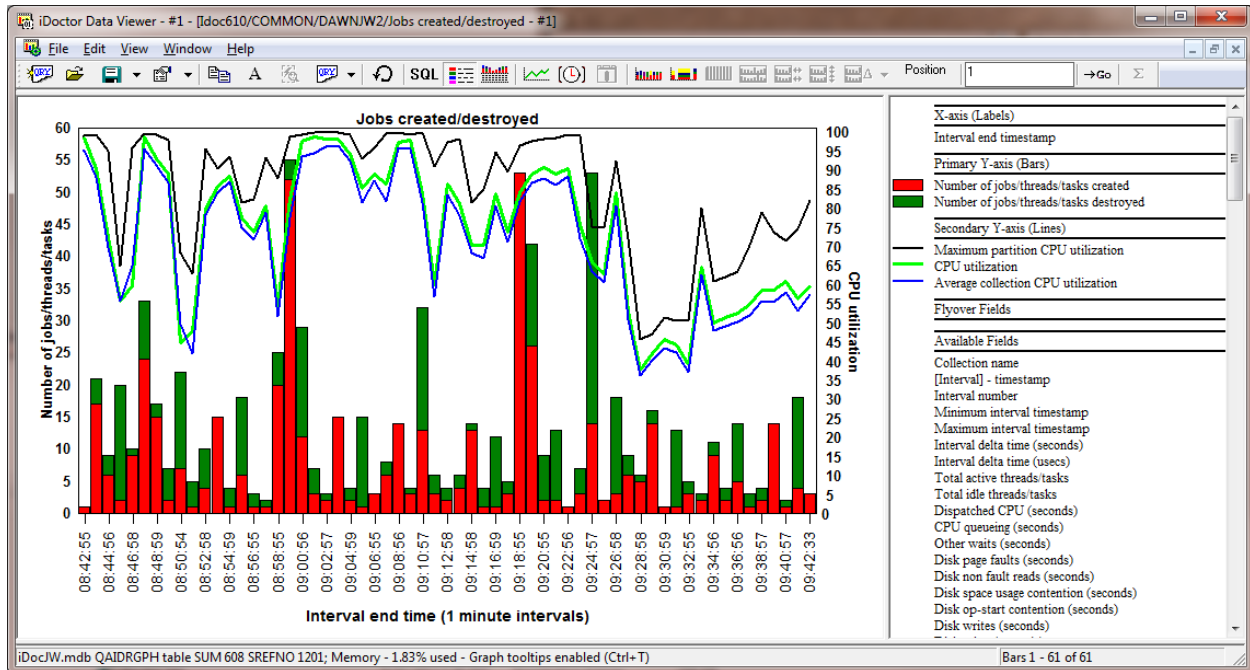 iDoctor Data Viewer - #1 - [Idoc610/COMMON/DAWNJW2/Jobs created/destroyed - #1]
File Edit View Window Help
QRY A QRY SQL Position 1 Go Σ
Jobs created/destroyed
Number of jobs/threads/tasks
60
55
50
45
40
35
30
25
20
15
10
5
0
100
95
90
85
80
75
70
65
60
55
50
45
40
35
30
25
20
15
10
5
0
CPU utilization
08:42:55
08:44:56
08:46:58
08:48:59
08:50:54
08:52:58
08:54:59
08:56:55
08:58:55
09:00:56
09:02:57
09:04:59
09:06:55
09:08:56
09:10:57
09:12:58
09:14:58
09:16:55
09:18:55
09:20:55
09:22:56
09:24:57
09:26:58
09:28:58
09:30:59
09:32:55
09:34:56
09:36:56
09:38:57
09:40:57
09:42:33
Interval end time (1 minute intervals)
X-axis (Labels)
Interval end timestamp
Primary Y-axis (Bars)
Number of jobs/threads/tasks created
Number of jobs/threads/tasks destroyed
Secondary Y-axis (Lines)
Maximum partition CPU utilization
CPU utilization
Average collection CPU utilization
Flyover Fields
Available Fields
Collection name
[Interval] - timestamp
Interval number
Minimum interval timestamp
Maximum interval timestamp
Interval delta time (seconds)
Interval delta time (usecs)
Total active threads/tasks
Total idle threads/tasks
Dispatched CPU (seconds)
CPU queueing (seconds)
Other waits (seconds)
Disk page faults (seconds)
Disk non fault reads (seconds)
Disk space usage contention (seconds)
Disk op-start contention (seconds)
Disk writes (seconds)
iDocJW.mdb QAIDRGPH table SUM 608 SREFNO 1201; Memory - 1.83% used - Graph tooltips enabled (Ctrl+T)
Bars 1 - 61 of 61